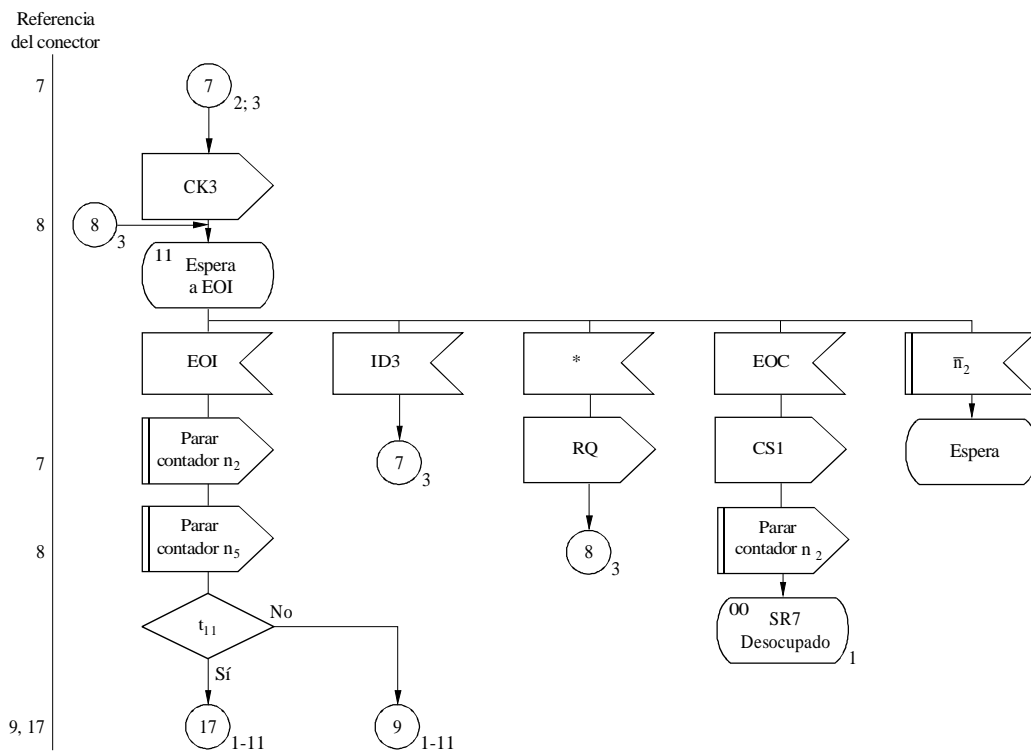 Referencia
del conector
7
7
2; 3
CK3
8
8
3
11
Espera
a EOI
EOI
ID3
*
EOC
n̅₂
Parar
contador n₂
RQ
CS1
Espera
7
7
3
Parar
contador n₅
8
8
3
Parar
contador n₂
00
SR7
Desocupado
1
t₁₁
No
Sí
9, 17
17
1-11
9
1-11